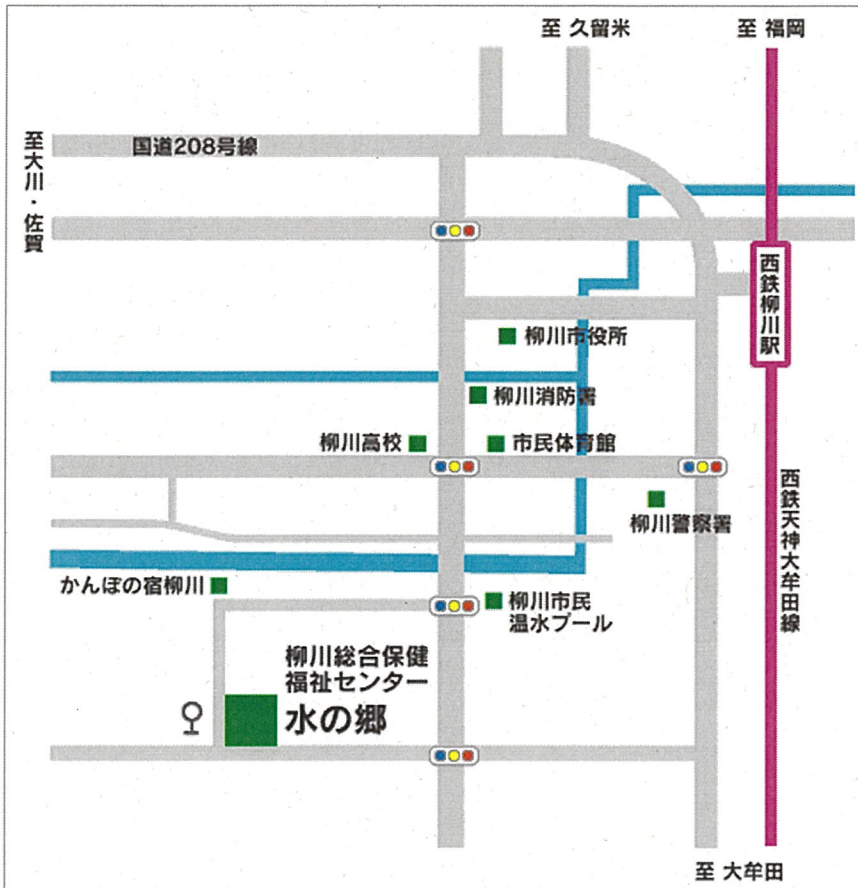 至 久留米
至 福岡
至大川・佐賀
国道208号線
西鉄柳川駅
柳川市役所
柳川消防署
柳川高校
市民体育館
柳川警察署
西鉄天神大牟田線
かんぽの宿柳川
柳川市民
温水プール
柳川総合保健
福祉センター
水の郷
至 大牟田